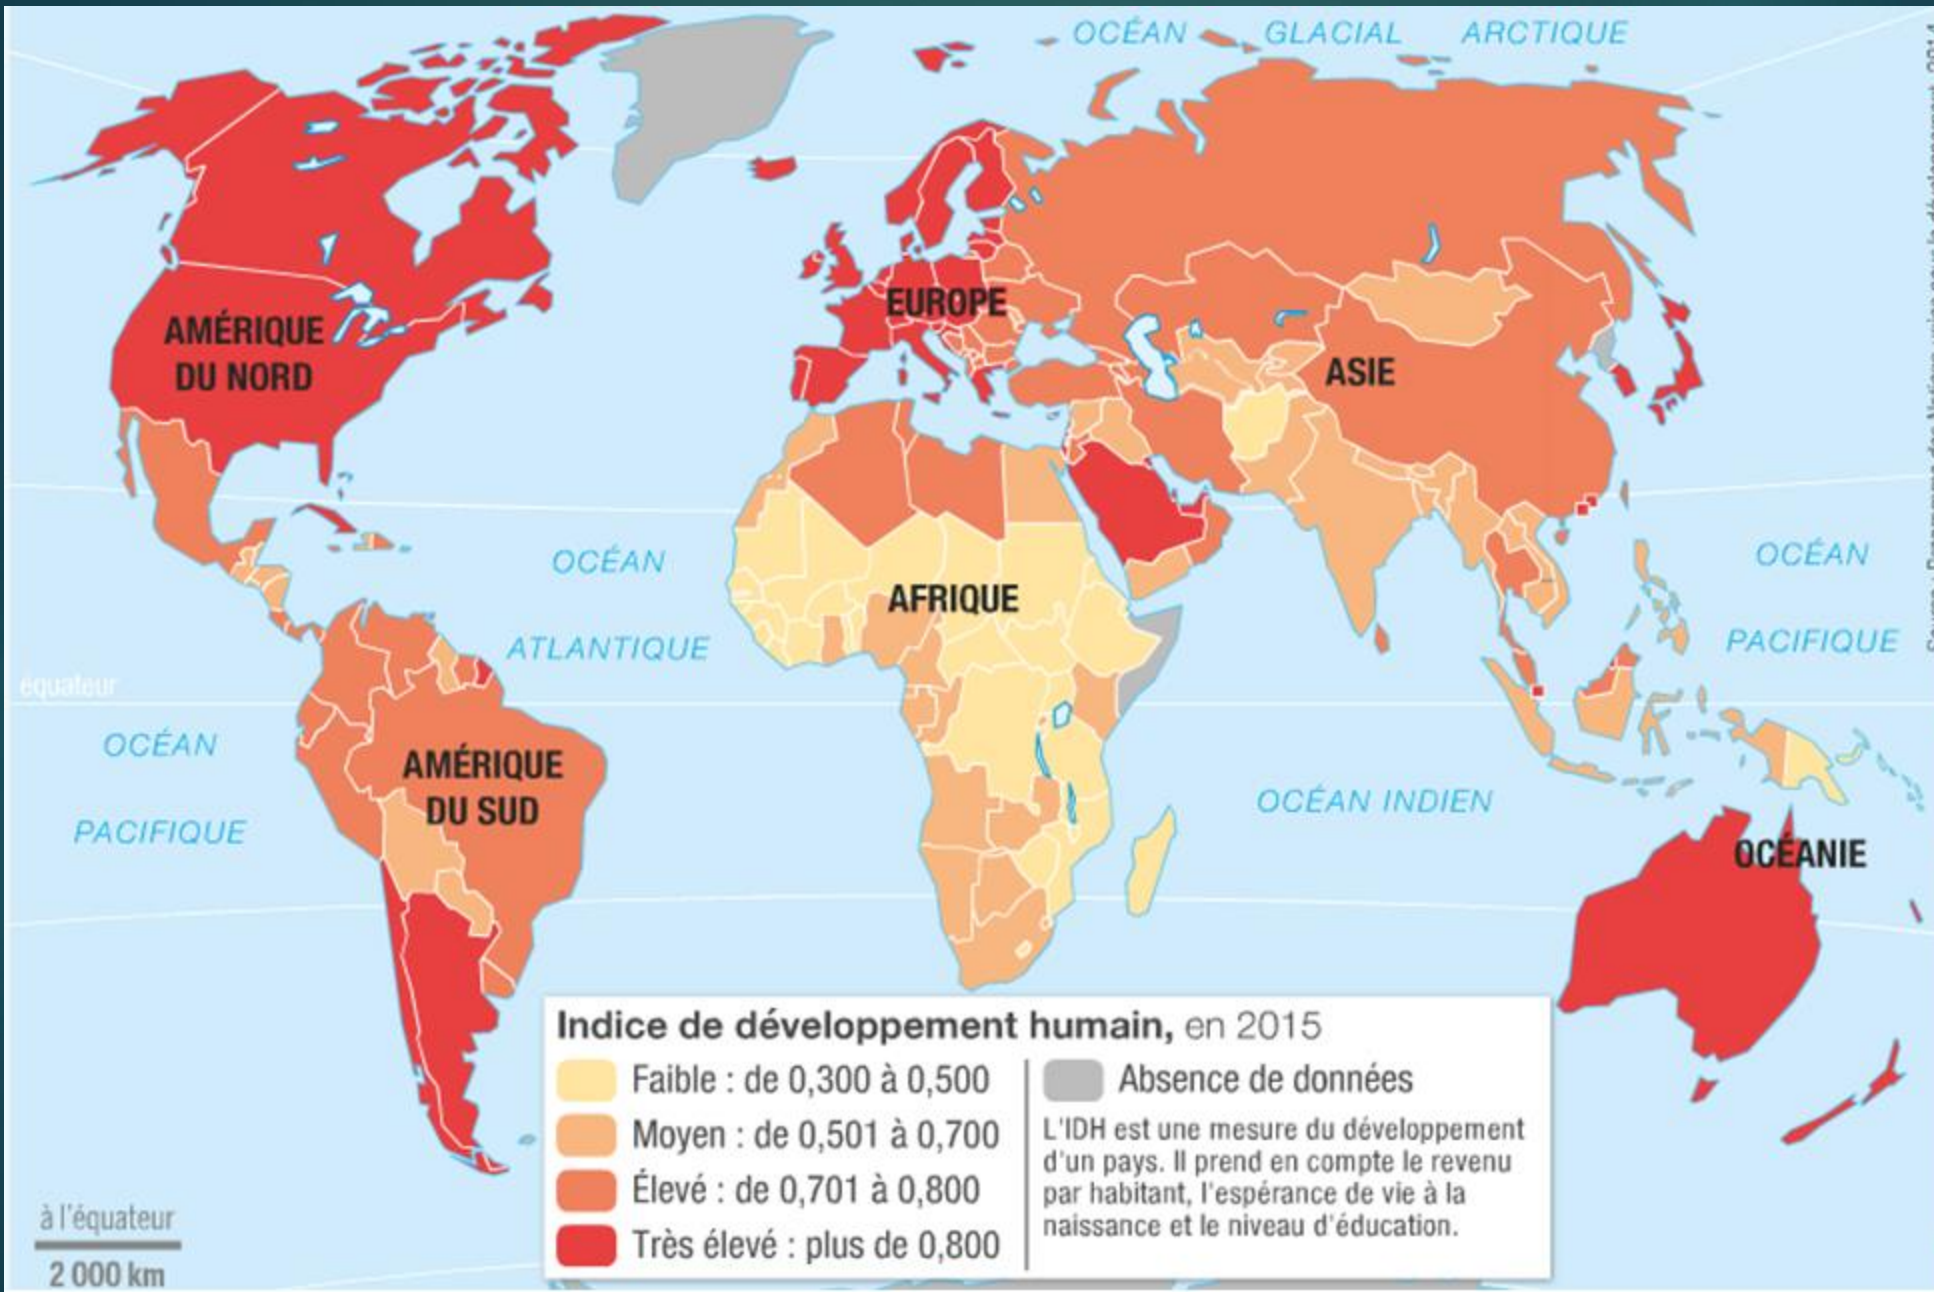 OCÉAN GLACIAL ARCTIQUE
AMÉRIQUE
DU NORD
EUROPE
ASIE
OCÉAN
ATLANTIQUE
AFRIQUE
OCÉAN
PACIFIQUE
équateur
OCÉAN
PACIFIQUE
AMÉRIQUE
DU SUD
OCÉAN INDIEN
OCÉANIE
Indice de développement humain, en 2015
Faible : de 0,300 à 0,500
Moyen : de 0,501 à 0,700
Élevé : de 0,701 à 0,800
Très élevé : plus de 0,800
Absence de données
L'IDH est une mesure du développement
d'un pays. Il prend en compte le revenu
par habitant, l'espérance de vie à la
naissance et le niveau d'éducation.
à l'équateur
2 000 km